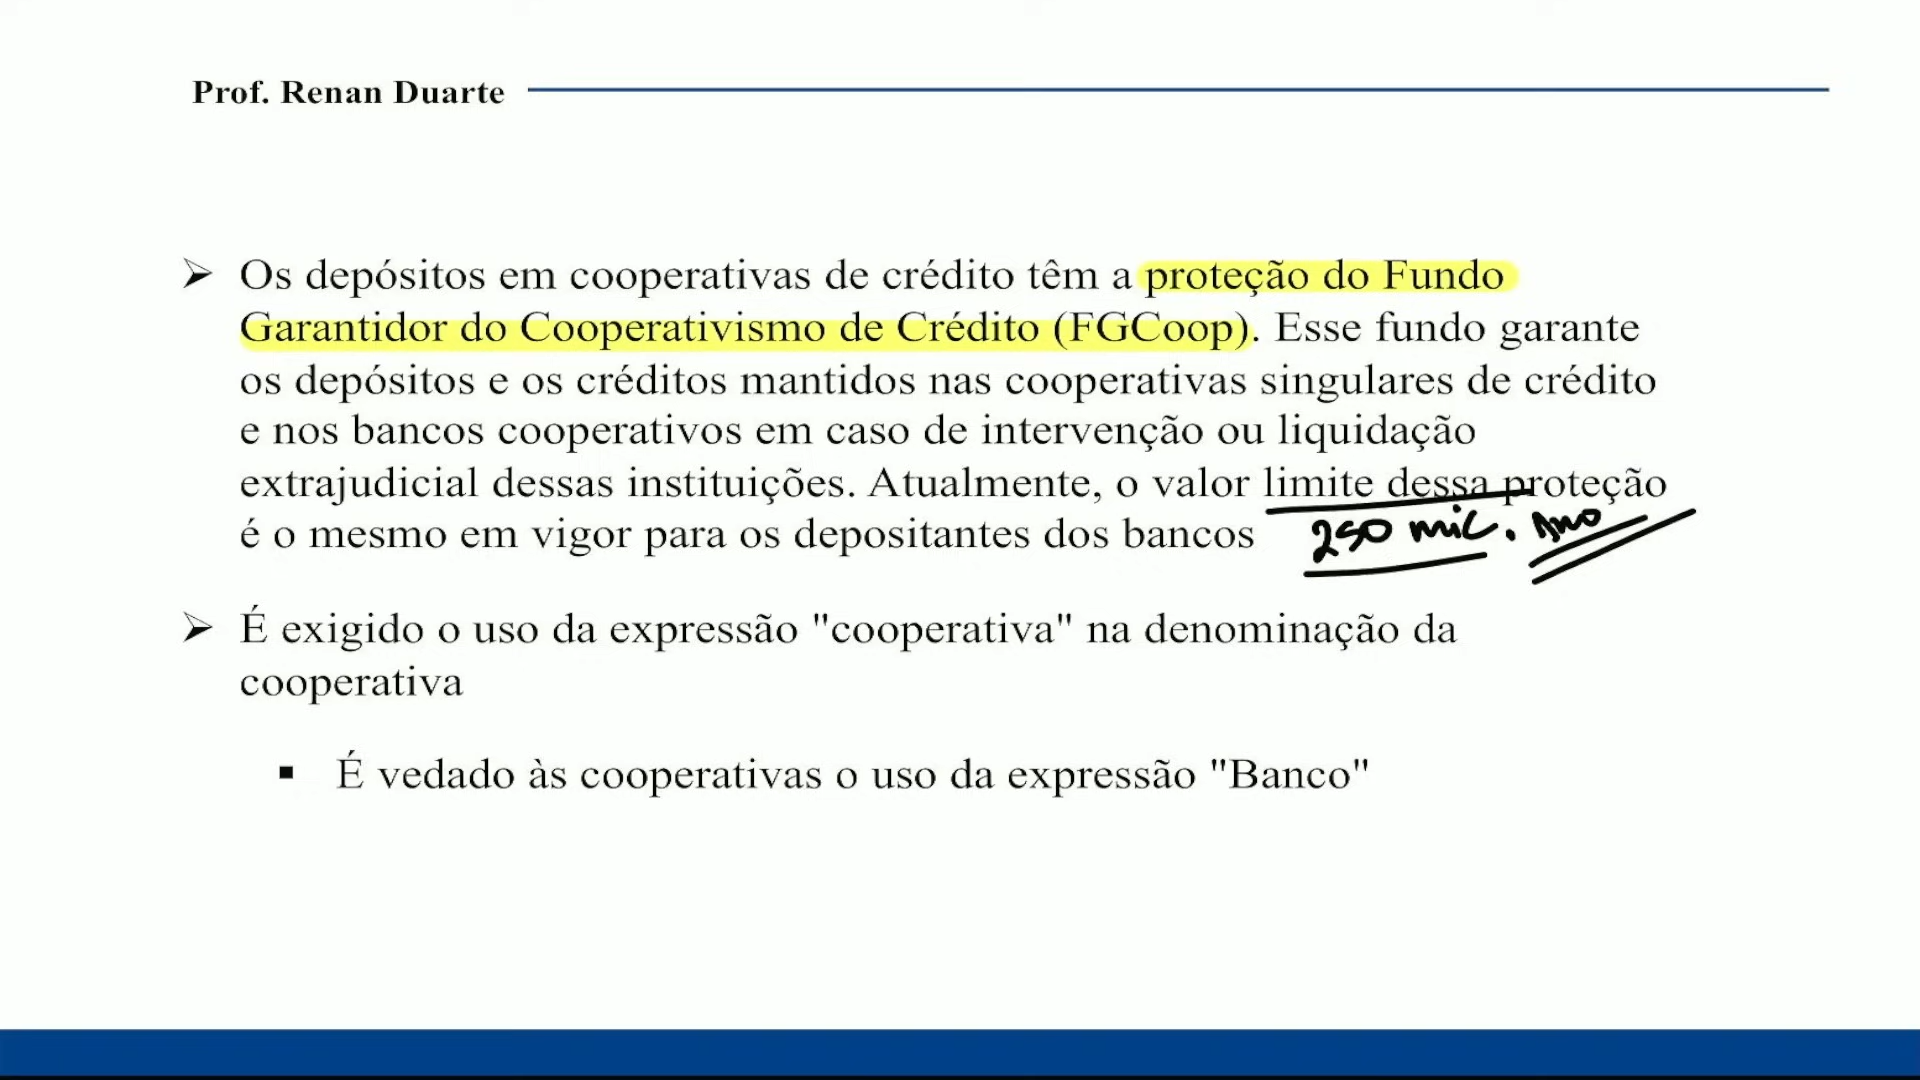 Prof. Renan Duarte
➢ Os depósitos em cooperativas de crédito têm a proteção do Fundo
Garantidor do Cooperativismo de Crédito (FGCoop). Esse fundo garante
os depósitos e os créditos mantidos nas cooperativas singulares de crédito
e nos bancos cooperativos em caso de intervenção ou liquidação
extrajudicial dessas instituições. Atualmente, o valor limite dessa proteção
é o mesmo em vigor para os depositantes dos bancos 250 mil.
➢ É exigido o uso da expressão "cooperativa" na denominação da
cooperativa
▪ É vedado às cooperativas o uso da expressão "Banco"